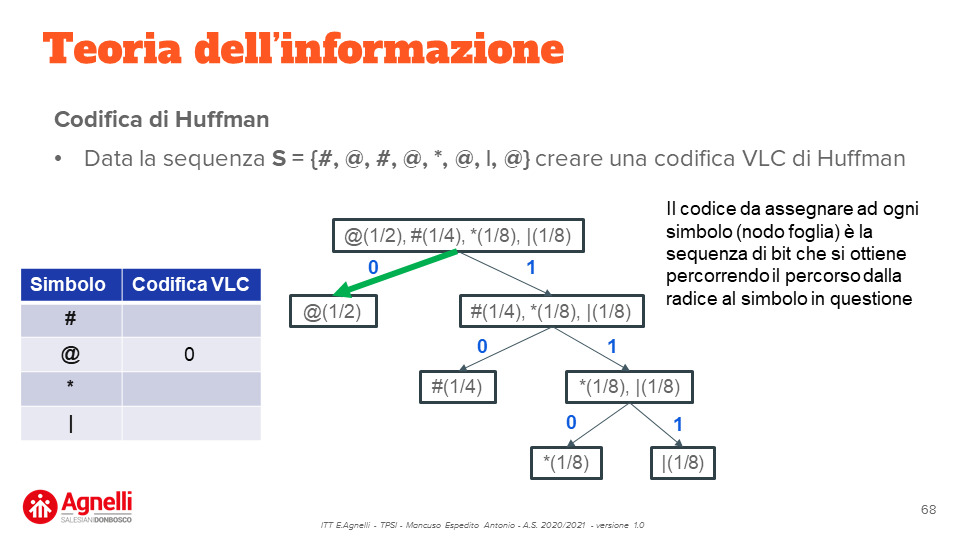 Teoria dell'informazione
Codifica di Huffman
• Data la sequenza S = {#, @, #, @, *, @, |, @} creare una codifica VLC di Huffman
Il codice da assegnare ad ogni
simbolo (nodo foglia) è la
sequenza di bit che si ottiene
percorrendo il percorso dalla
radice al simbolo in questione
@(1/2), #(1/4), *(1/8), |(1/8)
0 1
@(1/2) #(1/4), *(1/8), |(1/8)
0 1
#(1/4) *(1/8), |(1/8)
0 1
*(1/8) |(1/8)
Simbolo Codifica VLC
#
@ 0
*
|
Agnelli
SALESIANI DONBOSCO
ITT E.Agnelli - TPSI - Mancuso Espedito Antonio - A.S. 2020/2021 - versione 1.0
68